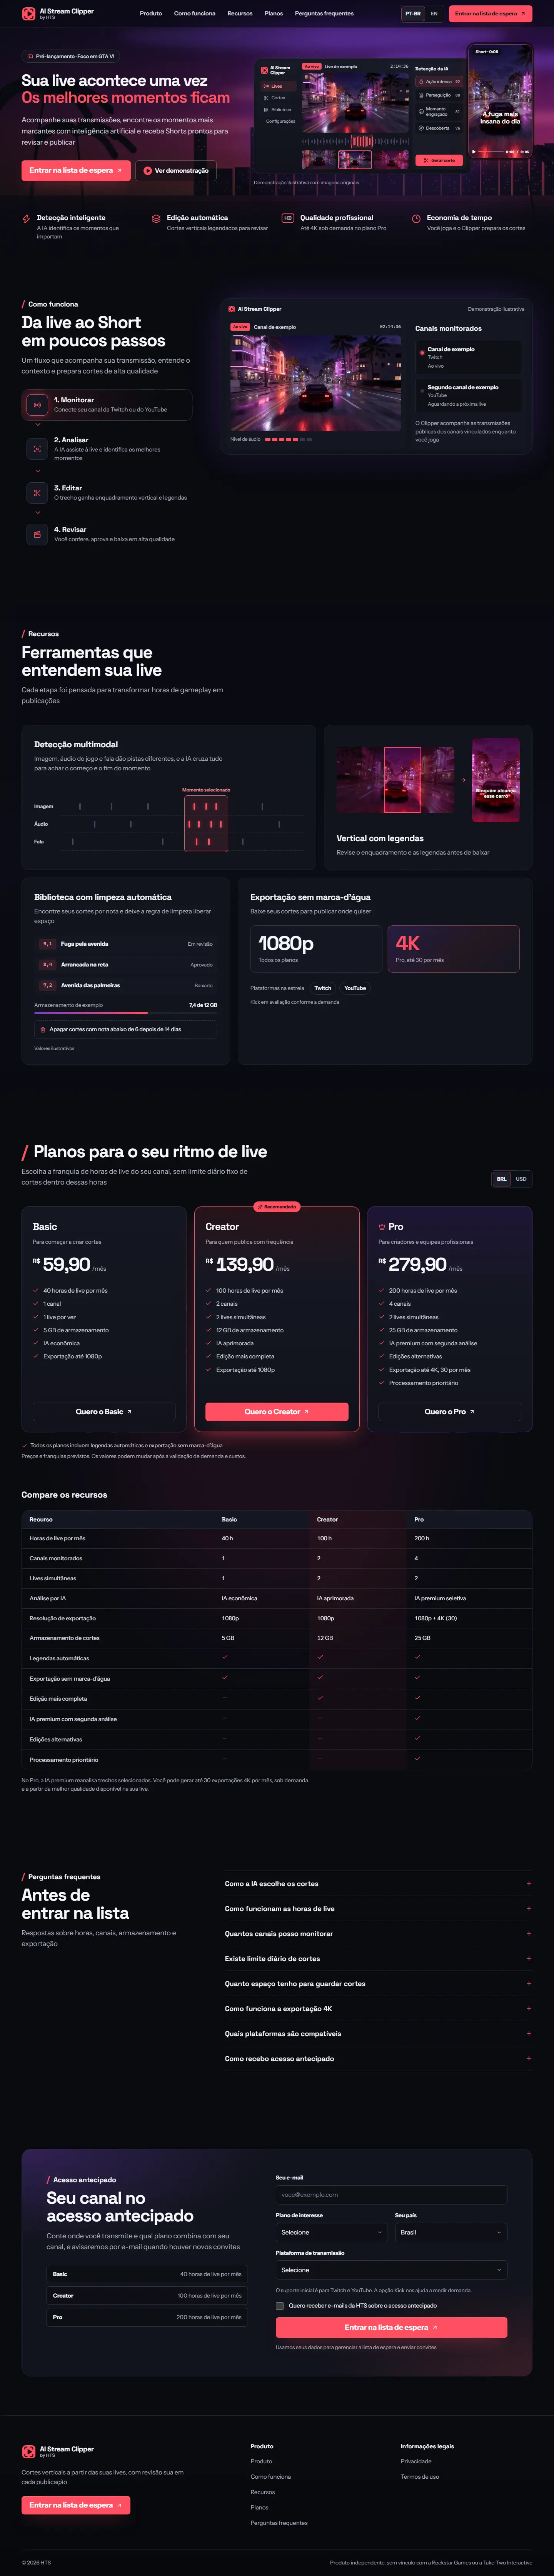 AI Stream Clipper
by HTS
Produto
Como funciona
Recursos
Planos
Perguntas frequentes
PT-BR
EN
Entrar na lista de espera
Pré-lançamento · Foco em GTA VI
Sua live acontece uma vez
Os melhores momentos ficam
Acompanhe suas transmissões, encontre os momentos mais
marcantes com inteligência artificial e receba Shorts prontos para
revisar e publicar
Entrar na lista de espera
Ver demonstração
AI Stream
Clipper
Lives
Cortes
Biblioteca
Configurações
Ao vivo
Live de exemplo
2:14:36
Detecção da IA
Ação intensa
Perseguição
Momento
engraçado
Descoberta
Gerar corte
Short · 0:45
A fuga mais
insana do dia
Demonstração ilustrativa com imagens originais
Detecção inteligente
A IA identifica os momentos que
importam
Edição automática
Cortes verticais legendados para revisar
HD
Qualidade profissional
Até 4K sob demanda no plano Pro
Economia de tempo
Você joga e o Clipper prepara os cortes
Como funciona
Da live ao Short
em poucos passos
Um fluxo que acompanha sua transmissão, entende o
contexto e prepara cortes de alta qualidade
1. Monitorar
Conecte seu canal da Twitch ou do YouTube
2. Analisar
A IA assiste à live e identifica os melhores
momentos
3. Editar
O trecho ganha enquadramento vertical e legendas
4. Revisar
Você confere, aprova e baixa em alta qualidade
AI Stream Clipper
Demonstração ilustrativa
Ao vivo
Canal de exemplo
02:14:36
Nível de áudio
Canais monitorados
Canal de exemplo
Twitch
Ao vivo
Segundo canal de exemplo
YouTube
Aguardando a próxima live
O Clipper acompanha as transmissões
públicas dos canais vinculados enquanto
você joga
Recursos
Ferramentas que
entendem sua live
Cada etapa foi pensada para transformar horas de gameplay em
publicações
Detecção multimodal
Imagem, áudio do jogo e fala dão pistas diferentes, e a IA cruza tudo
para achar o começo e o fim do momento
Momento selecionado
Imagem
Áudio
Fala
Ninguém alcança
esse carro
Vertical com legendas
Revise o enquadramento e as legendas antes de baixar
Biblioteca com limpeza automática
Encontre seus cortes por nota e deixe a regra de limpeza liberar
espaço
9,1
Fuga pela avenida
Em revisão
8,4
Arrancada na reta
Aprovado
7,2
Avenida das palmeiras
Baixado
Armazenamento de exemplo
7,4 de 12 GB
Apagar cortes com nota abaixo de 6 depois de 14 dias
Valores ilustrativos
Exportação sem marca-d'água
Baixe seus cortes para publicar onde quiser
1080p
Todos os planos
4K
Pro, até 30 por mês
Plataformas na estreia
Twitch
YouTube
Kick em avaliação conforme a demanda
Planos para o seu ritmo de live
Escolha a franquia de horas de live do seu canal, sem limite diário fixo de
cortes dentro dessas horas
BRL
USD
Basic
Para começar a criar cortes
R$ 59,90 /mês
40 horas de live por mês
1 canal
1 live por vez
5 GB de armazenamento
IA econômica
Exportação até 1080p
Quero o Basic
Recomendado
Creator
Para quem publica com frequência
R$ 139,90 /mês
100 horas de live por mês
2 canais
2 lives simultâneas
12 GB de armazenamento
IA aprimorada
Edição mais completa
Exportação até 1080p
Quero o Creator
Pro
Para criadores e equipes profissionais
R$ 279,90 /mês
200 horas de live por mês
4 canais
2 lives simultâneas
25 GB de armazenamento
IA premium com segunda análise
Edições alternativas
Exportação até 4K, 30 por mês
Processamento prioritário
Quero o Pro
Todos os planos incluem legendas automáticas e exportação sem marca-d'água
Preços e franquias previstos. Os valores podem mudar após a validação de demanda e custos.
Compare os recursos
Recurso Basic Creator Pro
Horas de live por mês 40 h 100 h 200 h
Canais monitorados 1 2 4
Lives simultâneas 1 2 2
Análise por IA IA econômica IA aprimorada IA premium seletiva
Resolução de exportação 1080p 1080p 1080p + 4K (30)
Armazenamento de cortes 5 GB 12 GB 25 GB
Legendas automáticas
Exportação sem marca-d'água
Edição mais completa —
IA premium com segunda análise — —
Edições alternativas — —
Processamento prioritário — —
No Pro, a IA premium reanalisa trechos selecionados. Você pode gerar até 30 exportações 4K por mês, sob demanda
e a partir da melhor qualidade disponível na sua live.
Perguntas frequentes
Antes de
entrar na lista
Respostas sobre horas, canais, armazenamento e
exportação
Como a IA escolhe os cortes
Como funcionam as horas de live
Quantos canais posso monitorar
Existe limite diário de cortes
Quanto espaço tenho para guardar cortes
Como funciona a exportação 4K
Quais plataformas são compatíveis
Como recebo acesso antecipado
Acesso antecipado
Seu canal no
acesso antecipado
Conte onde você transmite e qual plano combina com seu
canal, e avisaremos por e-mail quando houver novos convites
Basic
40 horas de live por mês
Creator
100 horas de live por mês
Pro
200 horas de live por mês
Seu e-mail
voce@exemplo.com
Plano de interesse
Selecione
Seu país
Brasil
Plataforma de transmissão
Selecione
O suporte inicial é para Twitch e YouTube. A opção Kick nos ajuda a medir demanda.
Quero receber e-mails da HTS sobre o acesso antecipado
Entrar na lista de espera
Usamos seus dados para gerenciar a lista de espera e enviar convites
AI Stream Clipper
by HTS
Cortes verticais a partir das suas lives, com revisão sua em
cada publicação
Entrar na lista de espera
Produto
Produto
Como funciona
Recursos
Planos
Perguntas frequentes
Informações legais
Privacidade
Termos de uso
© 2026 HTS
Produto independente, sem vínculo com a Rockstar Games ou a Take-Two Interactive